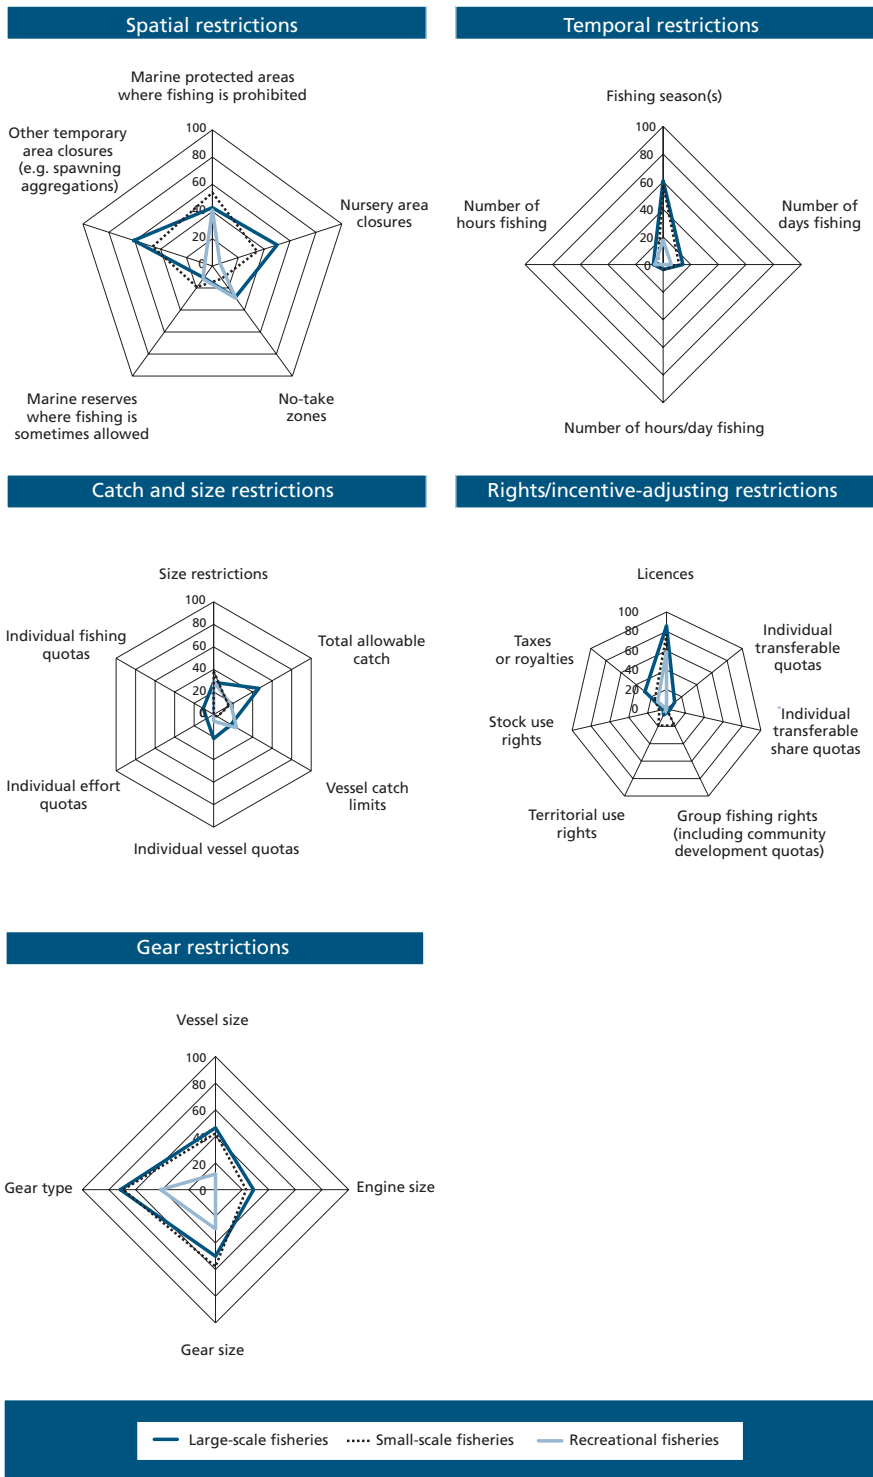 Spatial restrictions
Marine protected areas
where fishing is prohibited
Other temporary
area closures
(e.g. spawning
aggregations)
Nursery area
closures
100
80
60
40
20
0
Marine reserves
where fishing is
sometimes allowed
No-take
zones
Temporal restrictions
Fishing season(s)
Number of
hours fishing
Number of
days fishing
100
80
60
40
20
0
Number of hours/day fishing
Catch and size restrictions
Size restrictions
Individual fishing
quotas
Total allowable
catch
100
80
60
40
20
0
Individual effort
quotas
Vessel catch
limits
Individual vessel quotas
Rights/incentive-adjusting restrictions
Licences
Taxes
or royalties
Individual
transferable
quotas
100
80
60
40
20
0
Stock use
rights
Individual
transferable
share quotas
Territorial use
rights
Group fishing rights
(including community
development quotas)
Gear restrictions
Vessel size
100
80
60
40
20
0
Gear type
Engine size
Gear size
Large-scale fisheries
Small-scale fisheries
Recreational fisheries